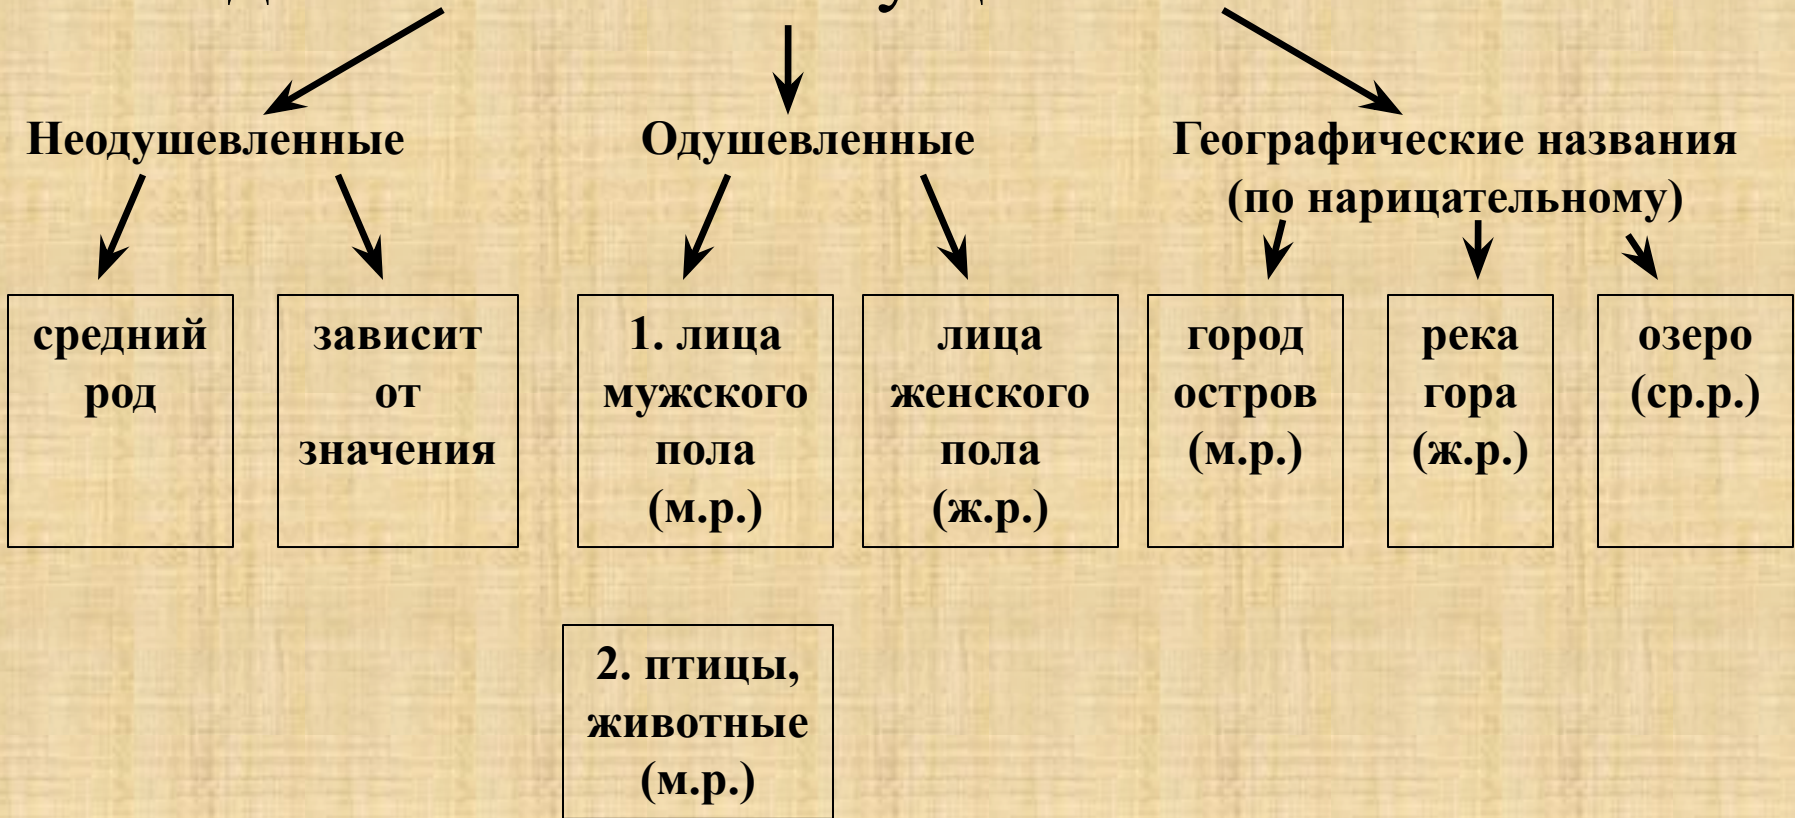 Неодушевленные
средний
род
зависит
от
значения
Одушевленные
1. лица
мужского
пола
(м.р.)
2. птицы,
животные
(м.р.)
лица
женского
пола
(ж.р.)
Географические названия
(по нарицательному)
город
остров
(м.р.)
река
гора
(ж.р.)
озеро
(ср.р.)